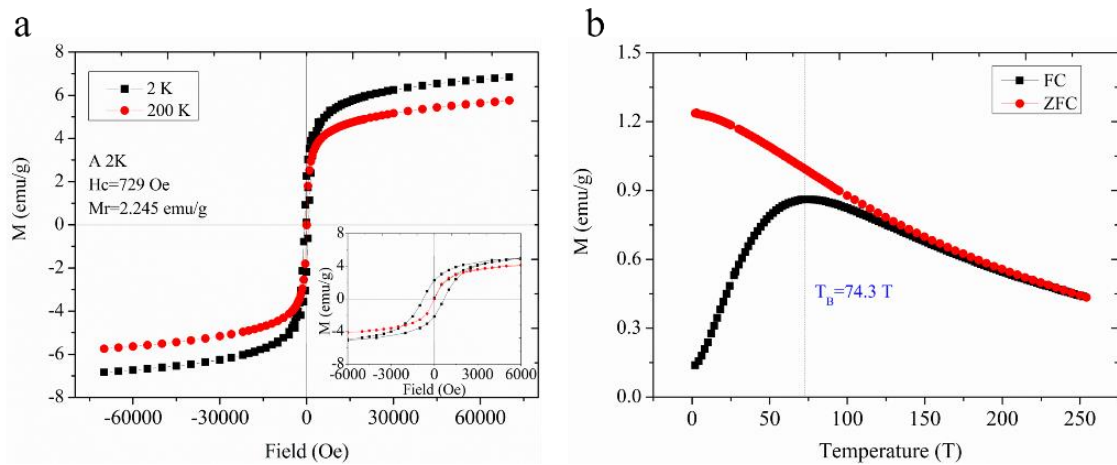 a
8
6
4
2
0
-2
-4
-6
-8
M (emu/g)
2 K
200 K
A 2K
Hc=729 Oe
Mr=2.245 emu/g
8
4
0
-4
-8
M (emu/g)
-6000 -3000 0 3000 6000
Field (Oe)
-60000 -30000 0 30000 60000
Field (Oe)
b
1.5
1.2
0.9
0.6
0.3
0.0
M (emu/g)
FC
ZFC
TB=74.3 T
0 50 100 150 200 250
Temperature (T)